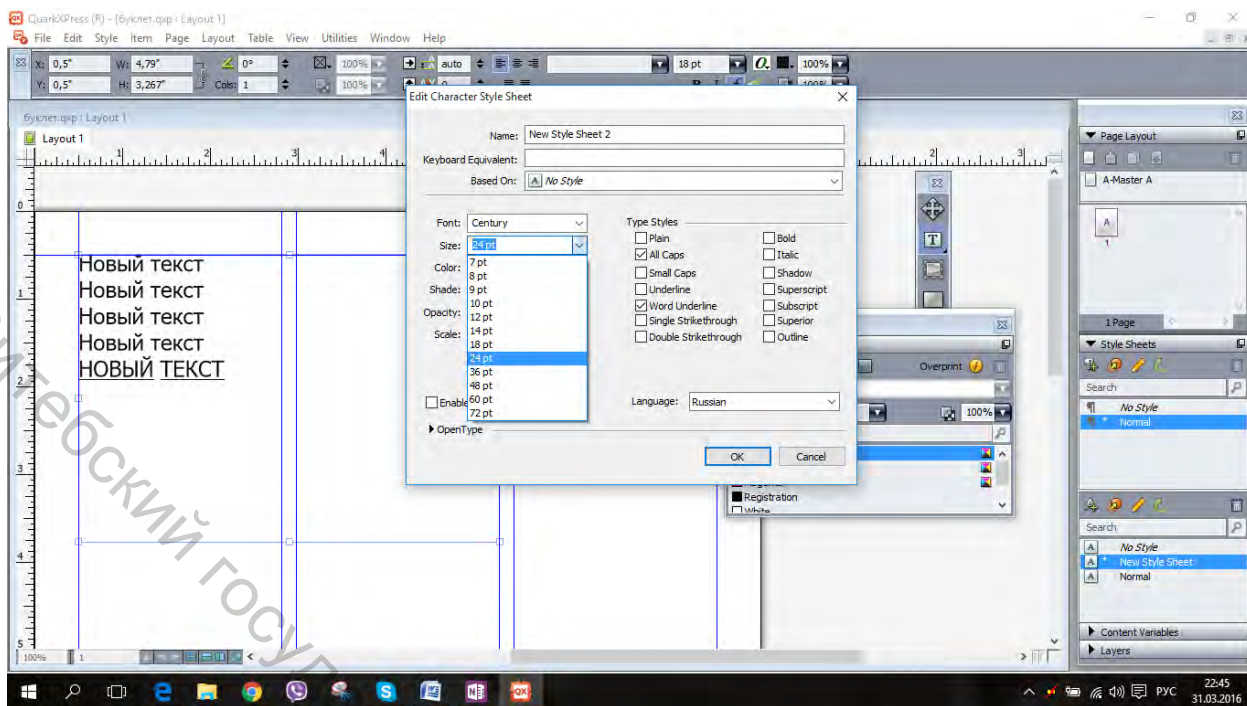 QuarkXPress (R) - [буклет.qxp : Layout 1]
File Edit Style Item Page Layout Table View Utilities Window Help
X: 0,5" W: 4,79" 0° 100% auto 18 pt 100%
Y: 0,5" H: 3,267" Cols: 1 100%
буклет.qxp : Layout 1
Layout 1
Новый текст
Новый текст
Новый текст
Новый текст
НОВЫЙ ТЕКСТ
Edit Character Style Sheet
Name: New Style Sheet 2
Keyboard Equivalent:
Based On: No Style
Font: Century
Size: 24 pt
Color:
Shade:
Opacity:
Scale:
7 pt
8 pt
9 pt
10 pt
12 pt
14 pt
18 pt
24 pt
36 pt
48 pt
60 pt
72 pt
Enable
OpenType
Type Styles
Plain Bold
All Caps Italic
Small Caps Shadow
Underline Superscript
Word Underline Subscript
Single Strikethrough Superior
Double Strikethrough Outline
Language: Russian
OK Cancel
Overprint
100%
Registration
White
Page Layout
A-Master A
A
1
1 Page
Style Sheets
Search
No Style
Normal
Search
No Style
New Style Sheet
Normal
Content Variables
Layers
100% 1
РУС
22:45
31.03.2016